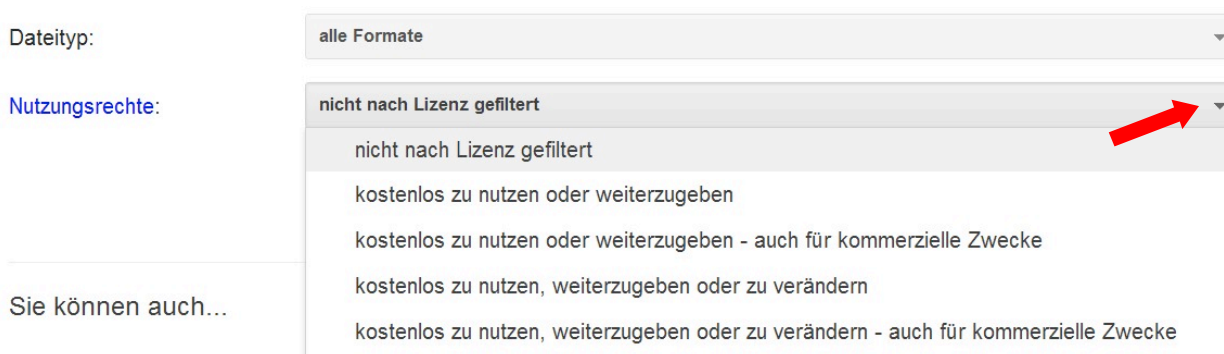 Dateityp: alle Formate
Nutzungsrechte: nicht nach Lizenz gefiltert
nicht nach Lizenz gefiltert
kostenlos zu nutzen oder weiterzugeben
kostenlos zu nutzen oder weiterzugeben - auch für kommerzielle Zwecke
kostenlos zu nutzen, weiterzugeben oder zu verändern
Sie können auch...
kostenlos zu nutzen, weiterzugeben oder zu verändern - auch für kommerzielle Zwecke